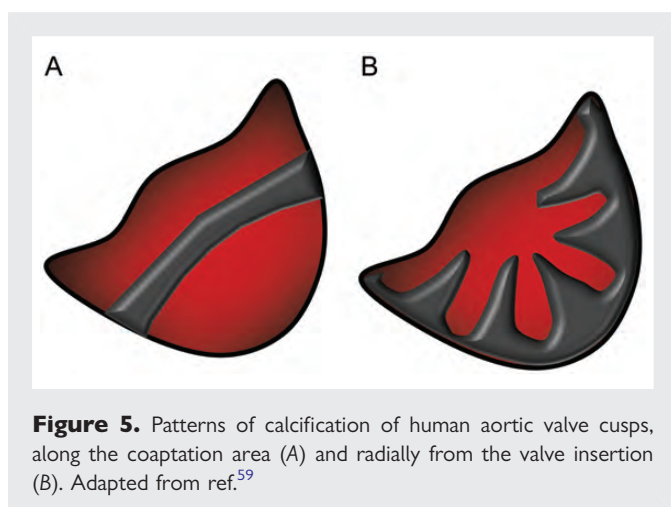 A
B
Figure 5. Patterns of calcification of human aortic valve cusps,
along the coaptation area (A) and radially from the valve insertion
(B). Adapted from ref.59